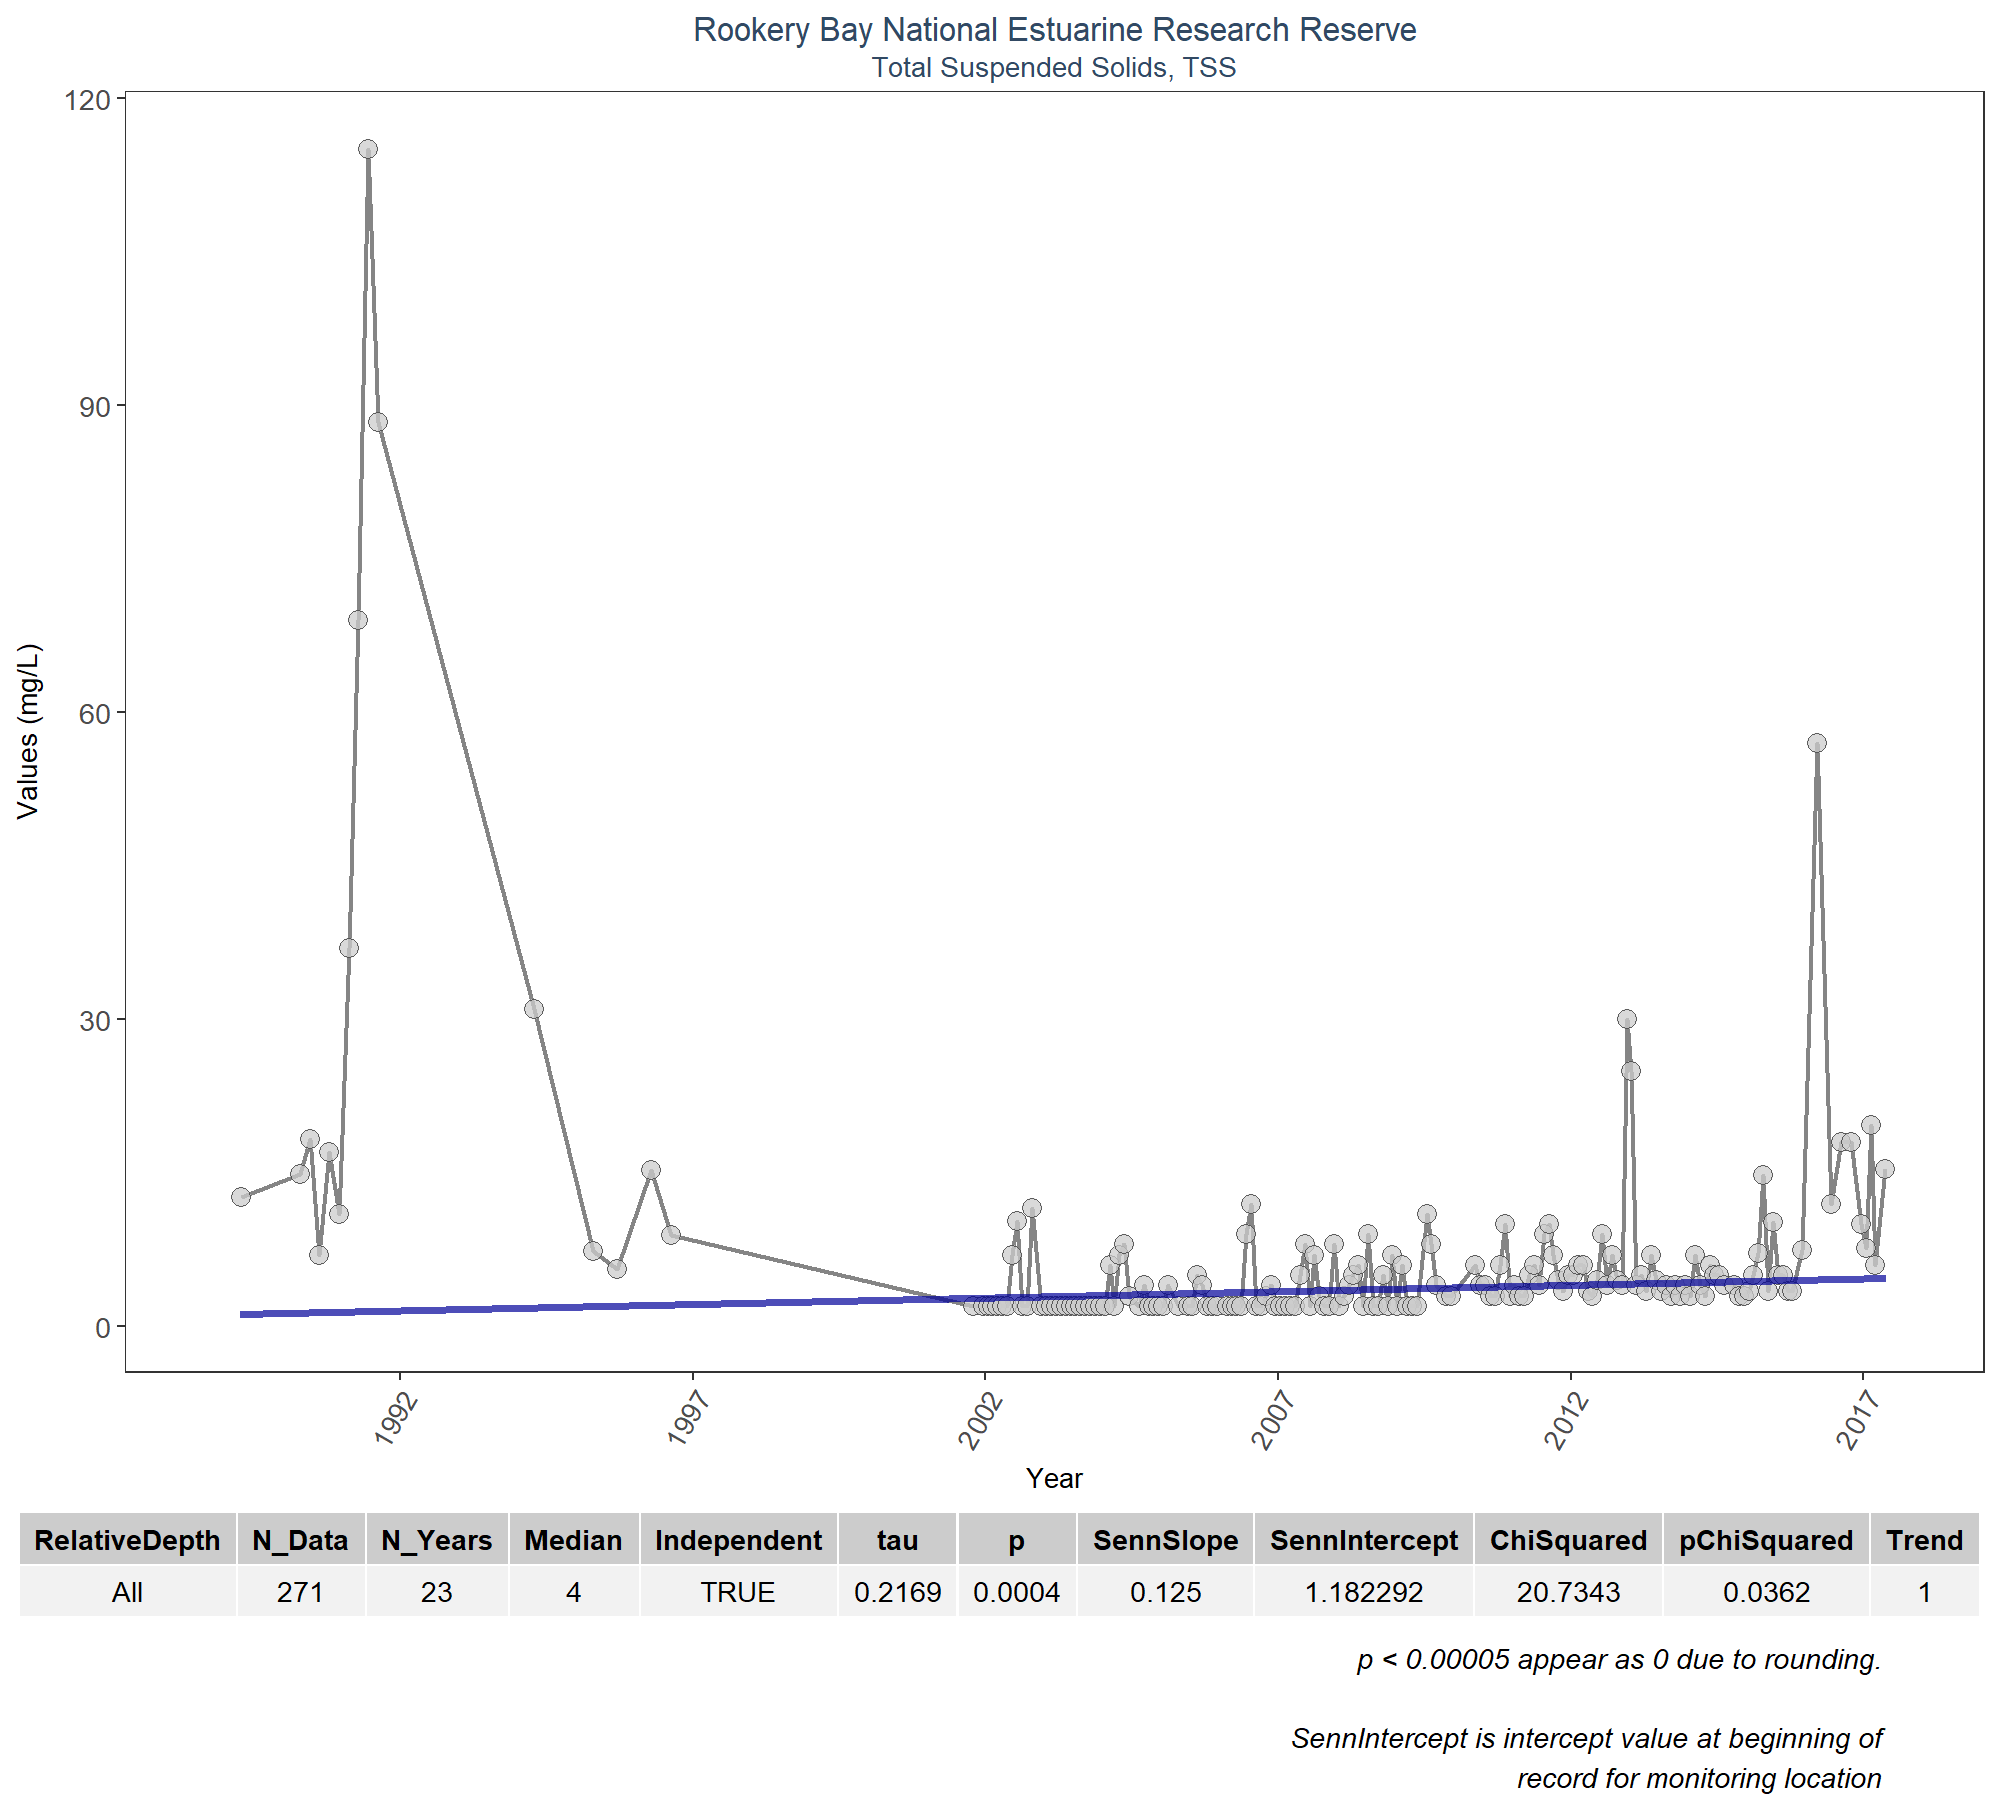 Rookery Bay National Estuarine Research Reserve
Total Suspended Solids, TSS
120
90
60
30
0
Values (mg/L)
1992
1997
2002
2007
2012
2017
Year
RelativeDepth N_Data N_Years Median Independent tau p SennSlope SennIntercept ChiSquared pChiSquared Trend
All 271 23 4 TRUE 0.2169 0.0004 0.125 1.182292 20.7343 0.0362 1
p < 0.00005 appear as 0 due to rounding.
SennIntercept is intercept value at beginning of
record for monitoring location